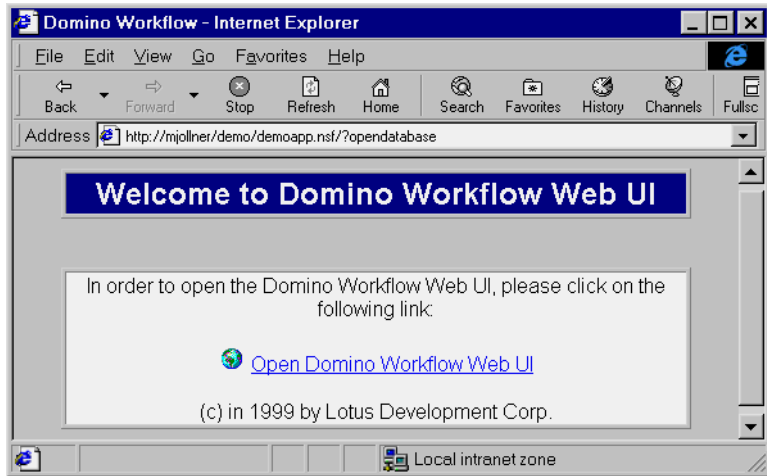 Domino Workflow - Internet Explorer
File Edit View Go Favorites Help
Back Forward Stop Refresh Home Search Favorites History Channels Fullsc
Address http://mjollner/demo/demoapp.nsf/?opendatabase
Welcome to Domino Workflow Web UI
In order to open the Domino Workflow Web UI, please click on the
following link:
Open Domino Workflow Web UI
(c) in 1999 by Lotus Development Corp.
Local intranet zone